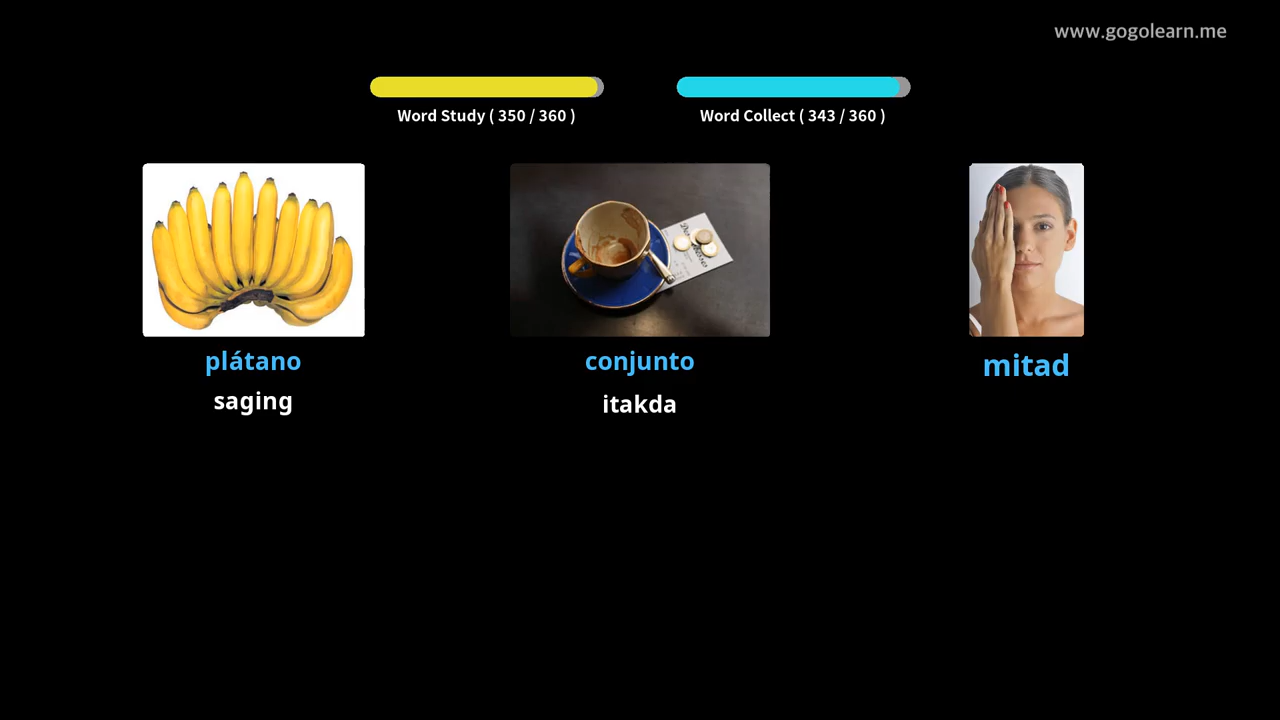 www.gogolearn.me
Word Study ( 350 / 360 )
Word Collect ( 343 / 360 )
plátano
conjunto
mitad
saging
itakda